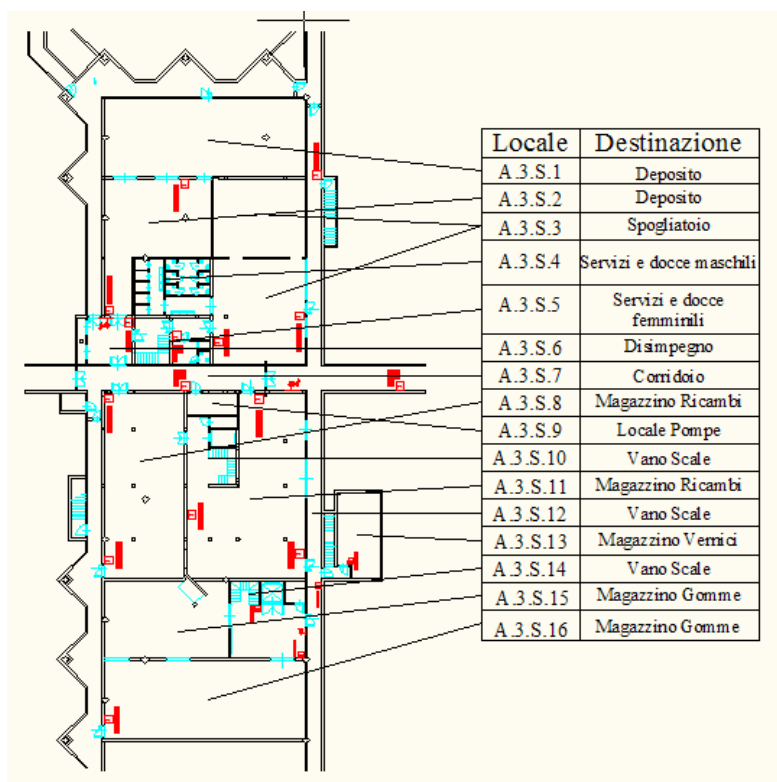 Locale Destinazione
A.3.S.1 Deposito
A.3.S.2 Deposito
A.3.S.3 Spogliatoio
A.3.S.4 Servizi e docce maschili
A.3.S.5 Servizi e docce
femminili
A.3.S.6 Disimpegno
A.3.S.7 Corridoio
A.3.S.8 Magazzino Ricambi
A.3.S.9 Locale Pompe
A.3.S.10 Vano Scale
A.3.S.11 Magazzino Ricambi
A.3.S.12 Vano Scale
A.3.S.13 Magazzino Vernici
A.3.S.14 Vano Scale
A.3.S.15 Magazzino Gomme
A.3.S.16 Magazzino Gomme